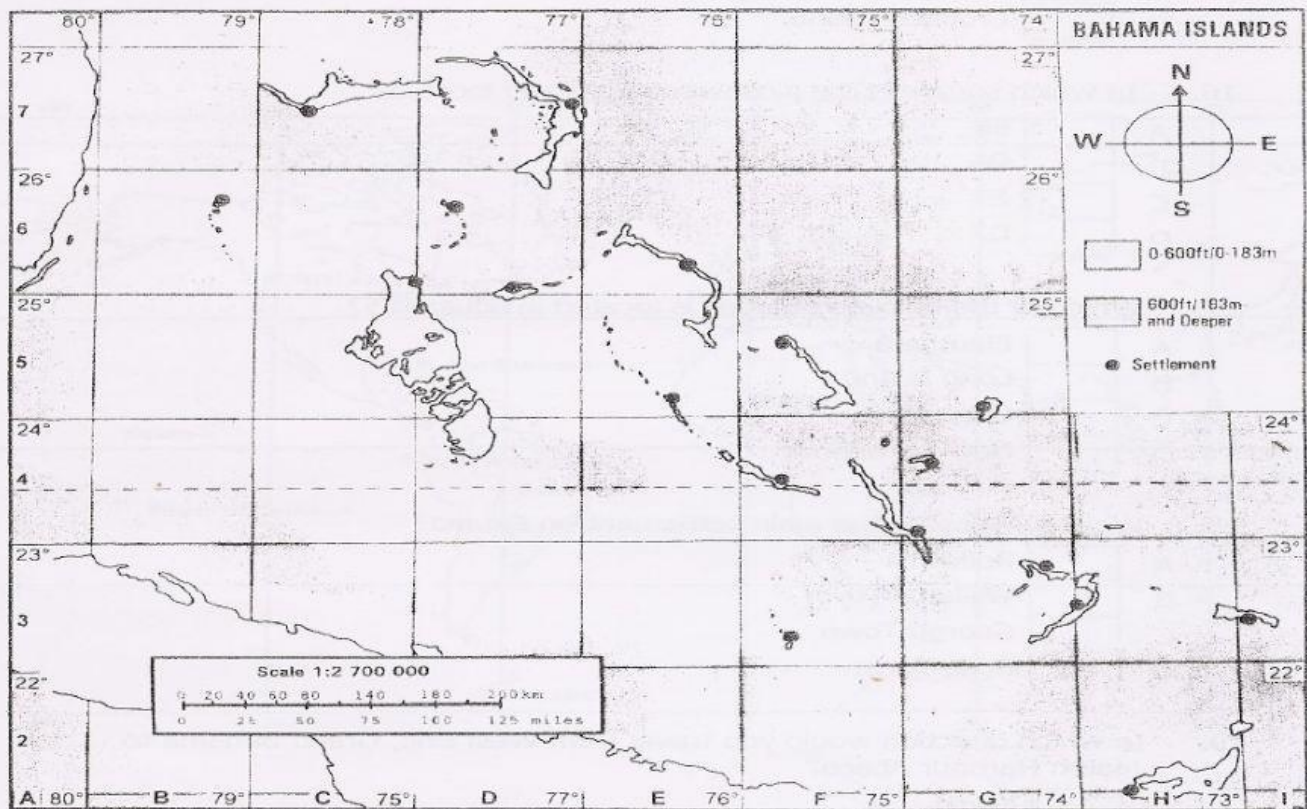 80° 79 78° 77° 76° 75° 74°
BAHAMA ISLANDS
27° 27°
N
7
W E
26° 26°
S
6
0-600ft/0-183m
25° 25°
600ft/183m
and Deeper
5
Settlement
24° 24°
4
23° 23°
3
Scale 1:2 700 000
22° 22°
0 20 40 60 80 140 180 200km
0 25 50 75 100 125 miles
2
A 80° B 79° C 75° D 77° E 76° F 75° G 74° H 73° I